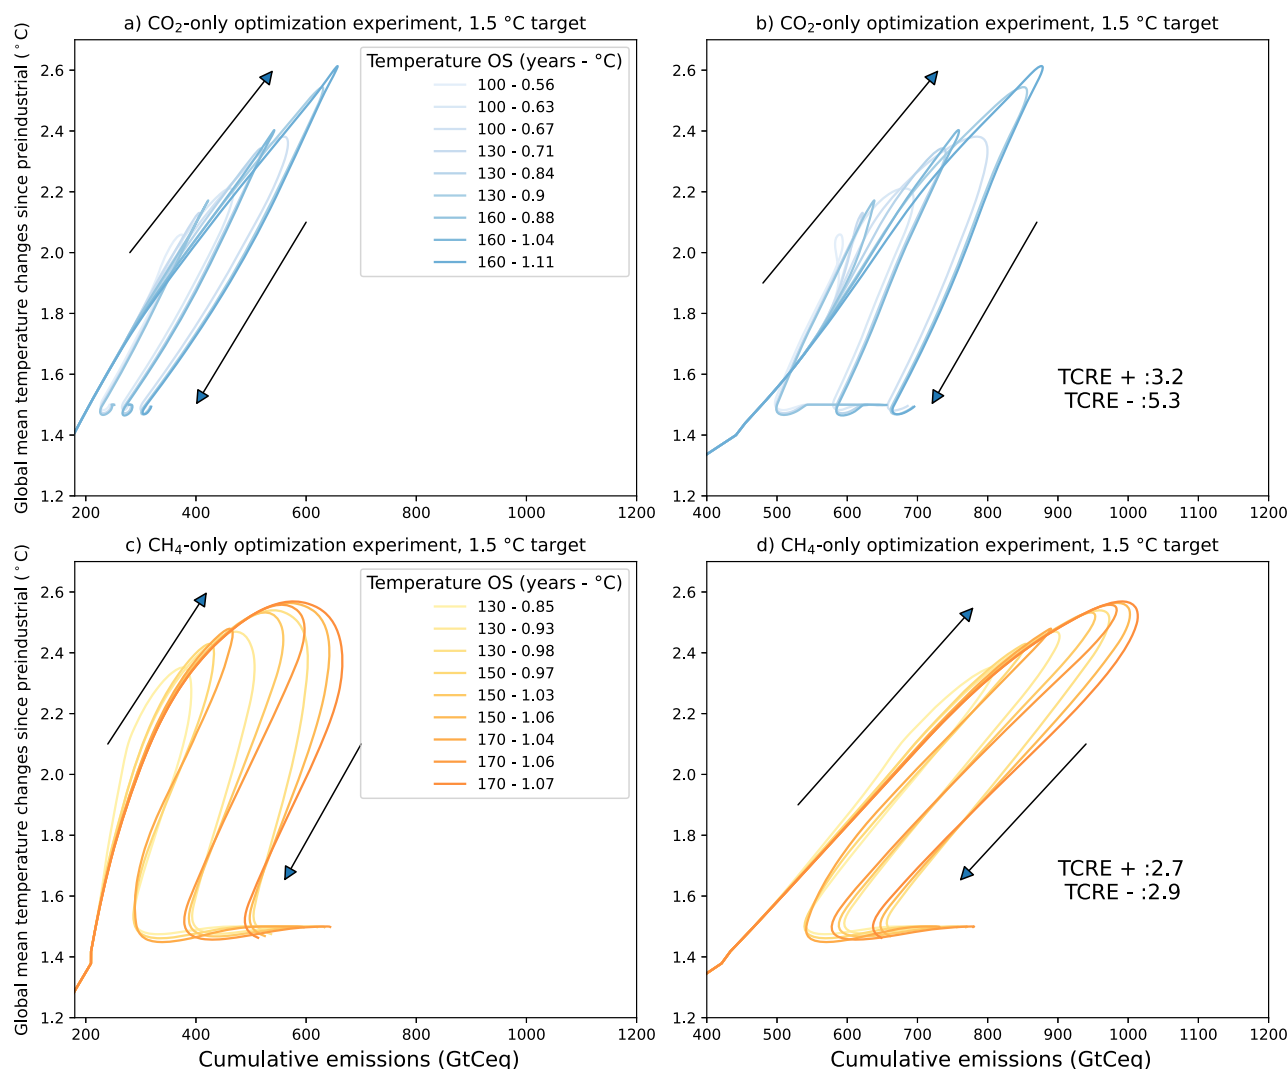 a) CO₂-only optimization experiment, 1.5 °C target
b) CO₂-only optimization experiment, 1.5 °C target
Global mean temperature changes since preindustrial (°C)
2.6
2.4
2.2
2.0
1.8
1.6
1.4
1.2
Temperature OS (years - °C)
100 - 0.56
100 - 0.63
100 - 0.67
130 - 0.71
130 - 0.84
130 - 0.9
160 - 0.88
160 - 1.04
160 - 1.11
200
400
600
800
1000
1200
2.6
2.4
2.2
2.0
1.8
1.6
1.4
1.2
TCRE + :3.2
TCRE - :5.3
400
500
600
700
800
900
1000
1100
1200
c) CH₄-only optimization experiment, 1.5 °C target
d) CH₄-only optimization experiment, 1.5 °C target
Global mean temperature changes since preindustrial (°C)
2.6
2.4
2.2
2.0
1.8
1.6
1.4
1.2
Temperature OS (years - °C)
130 - 0.85
130 - 0.93
130 - 0.98
150 - 0.97
150 - 1.03
150 - 1.06
170 - 1.04
170 - 1.06
170 - 1.07
200
400
600
800
1000
1200
Cumulative emissions (GtCeq)
2.6
2.4
2.2
2.0
1.8
1.6
1.4
1.2
TCRE + :2.7
TCRE - :2.9
400
500
600
700
800
900
1000
1100
1200
Cumulative emissions (GtCeq)